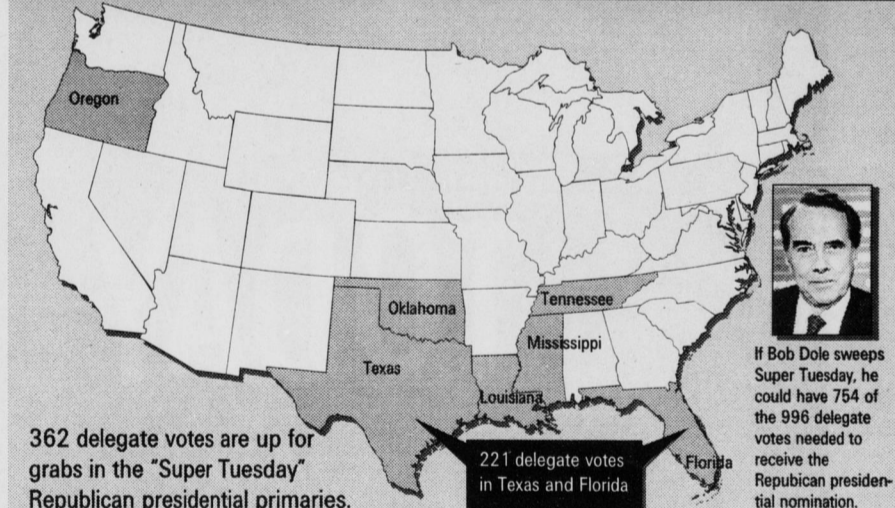 Oregon
Oklahoma
Tennessee
Mississippi
Texas
Louisiana
Florida
362 delegate votes are up for
grabs in the "Super Tuesday"
Republican presidential primaries.
221 delegate votes
in Texas and Florida
If Bob Dole sweeps
Super Tuesday, he
could have 754 of
the 996 delegate
votes needed to
receive the
Repubican presiden-
tial nomination.